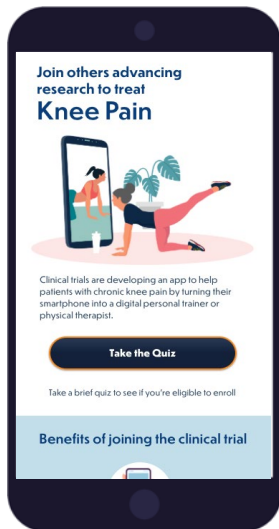 Join others advancing
research to treat
Knee Pain
Clinical trials are developing an app to help
patients with chronic knee pain by turning their
smartphone into a digital personal trainer or
physical therapist.
Take the Quiz
Take a brief quiz to see if you're eligible to enroll
Benefits of joining the clinical trial